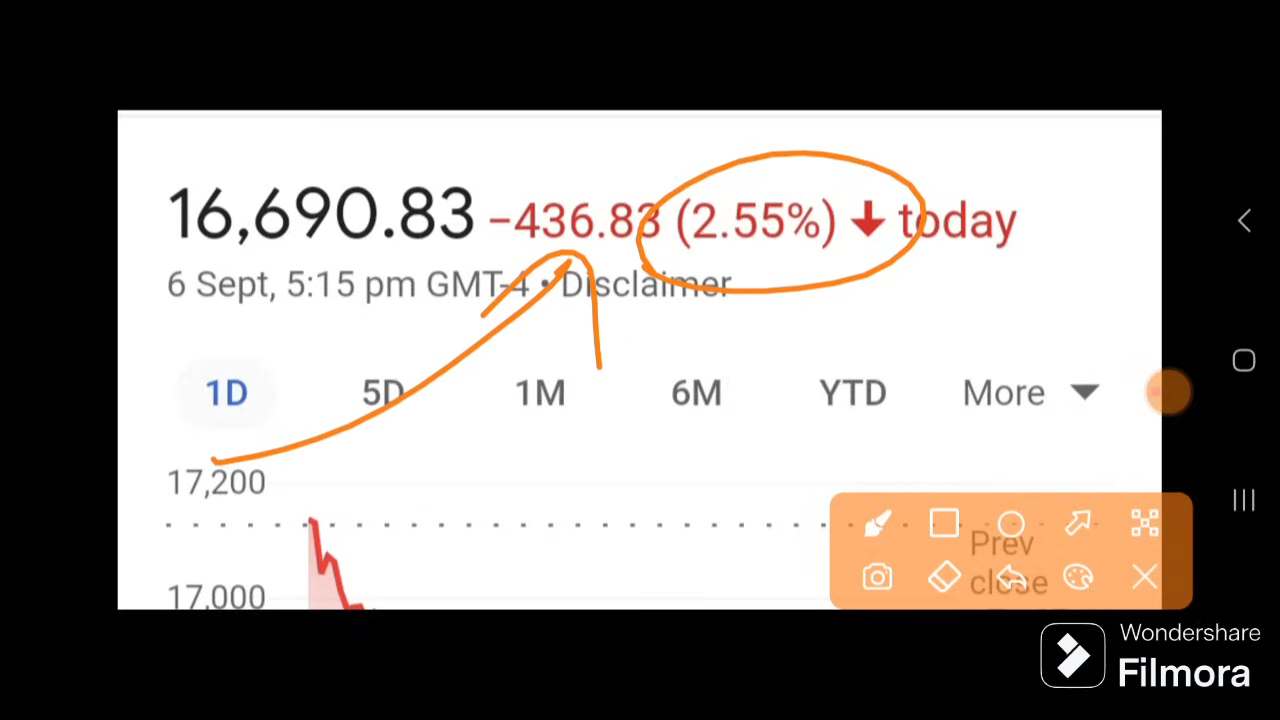 16,690.83 −436.83 (2.55%) ↓ today
6 Sept, 5:15 pm GMT-4 • Disclaimer
1D 5D 1M 6M YTD More
17,200
Prev
close
17,000
Wondershare
Filmora